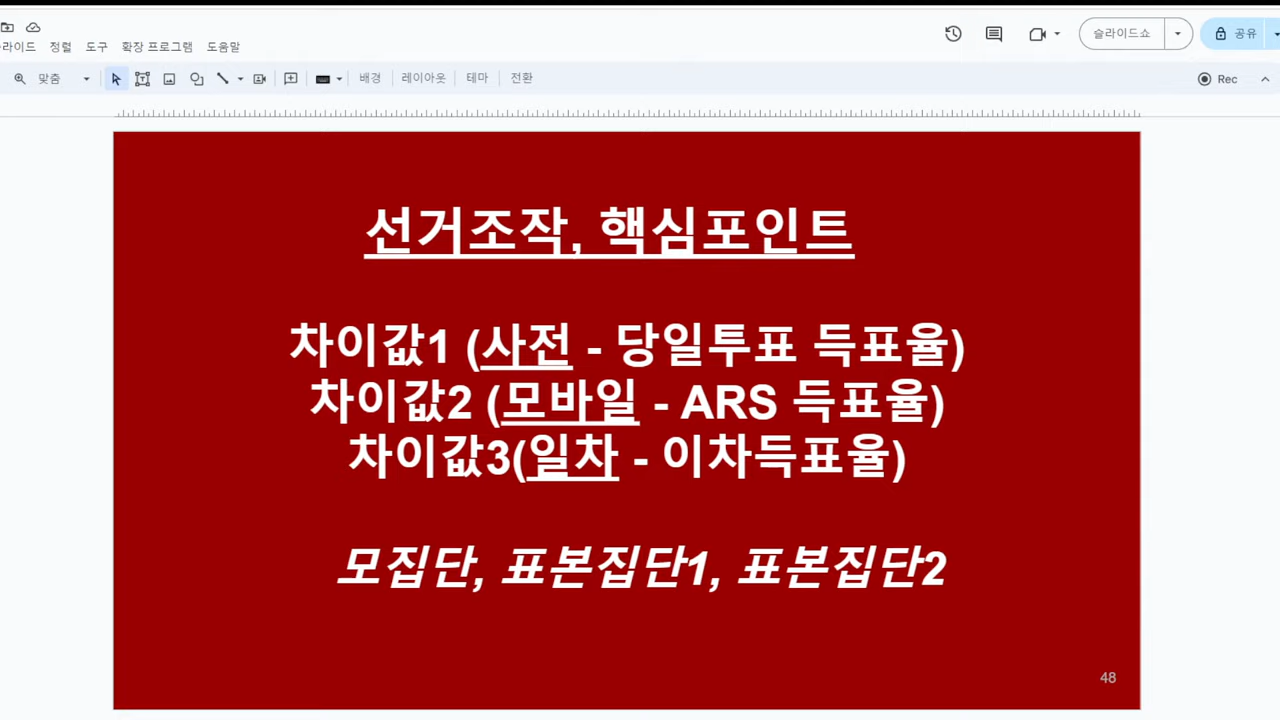 슬라이드쇼
공유
라이드 정렬 도구 확장 프로그램 도움말
맞춤 배경 레이아웃 테마 전환 Rec
선거조작, 핵심포인트
차이값1 (사전 - 당일투표 득표율)
차이값2 (모바일 - ARS 득표율)
차이값3(일차 - 이차득표율)
모집단, 표본집단1, 표본집단2
48